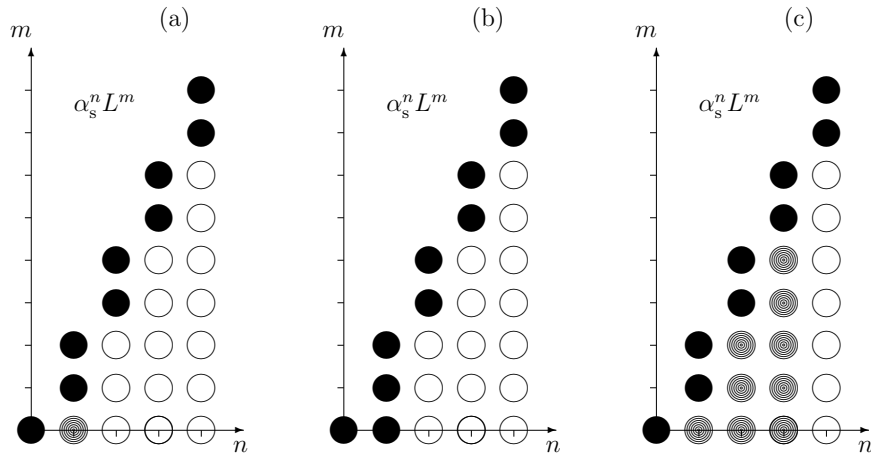 (a) (b) (c)
m m m
α_s^n L^m α_s^n L^m α_s^n L^m
n n n